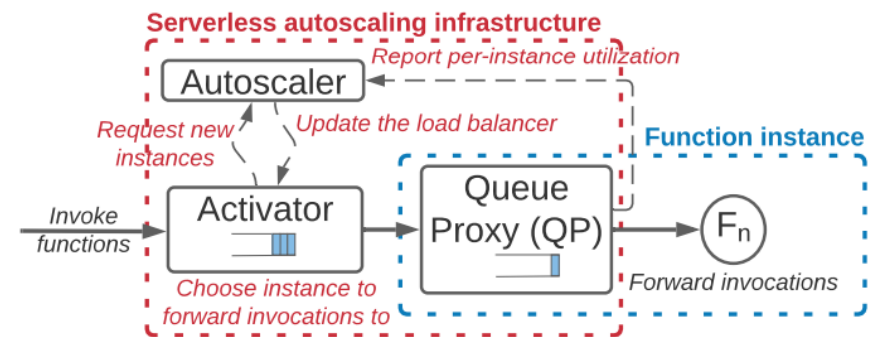 Serverless autoscaling infrastructure
Report per-instance utilization
Autoscaler
Request new
instances
Update the load balancer
Function instance
Invoke
functions
Activator
Queue
Proxy (QP)
Fn
Choose instance to
forward invocations to
Forward invocations